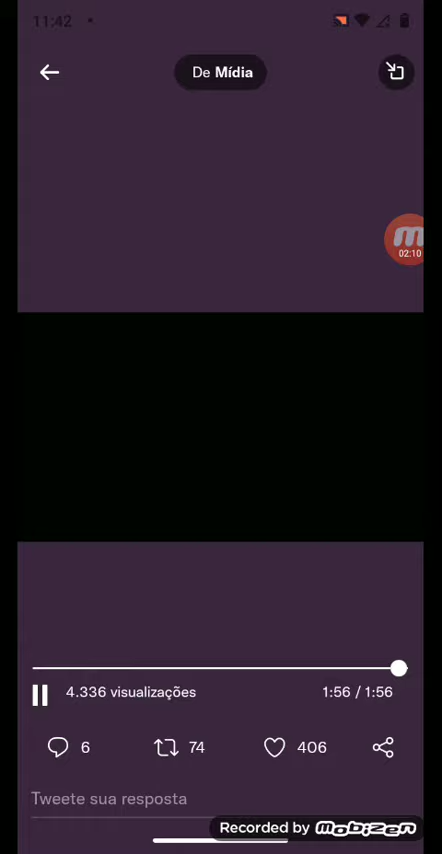 11:42
De Mídia
02:10
4.336 visualizações
1:56 / 1:56
6
74
406
Tweete sua resposta
Recorded by mobizen